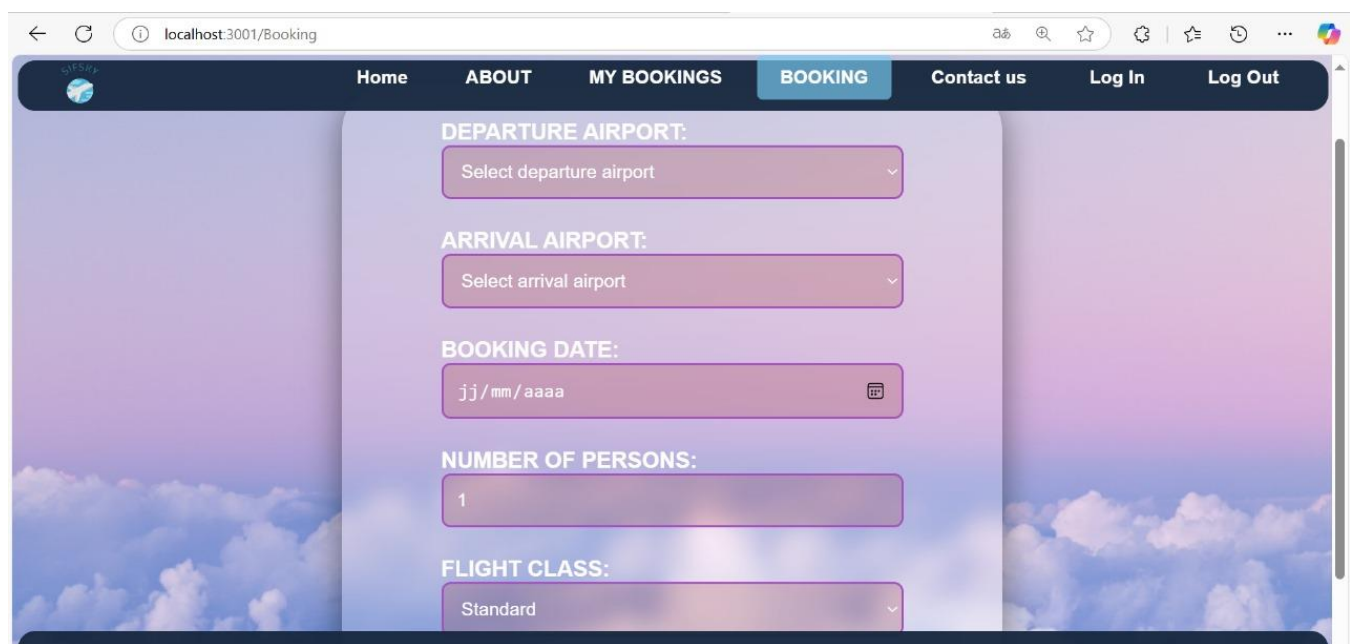 localhost:3001/Booking
SIFSKY
Home ABOUT MY BOOKINGS BOOKING Contact us Log In Log Out
DEPARTURE AIRPORT:
Select departure airport
ARRIVAL AIRPORT:
Select arrival airport
BOOKING DATE:
jj/mm/aaaa
NUMBER OF PERSONS:
1
FLIGHT CLASS:
Standard